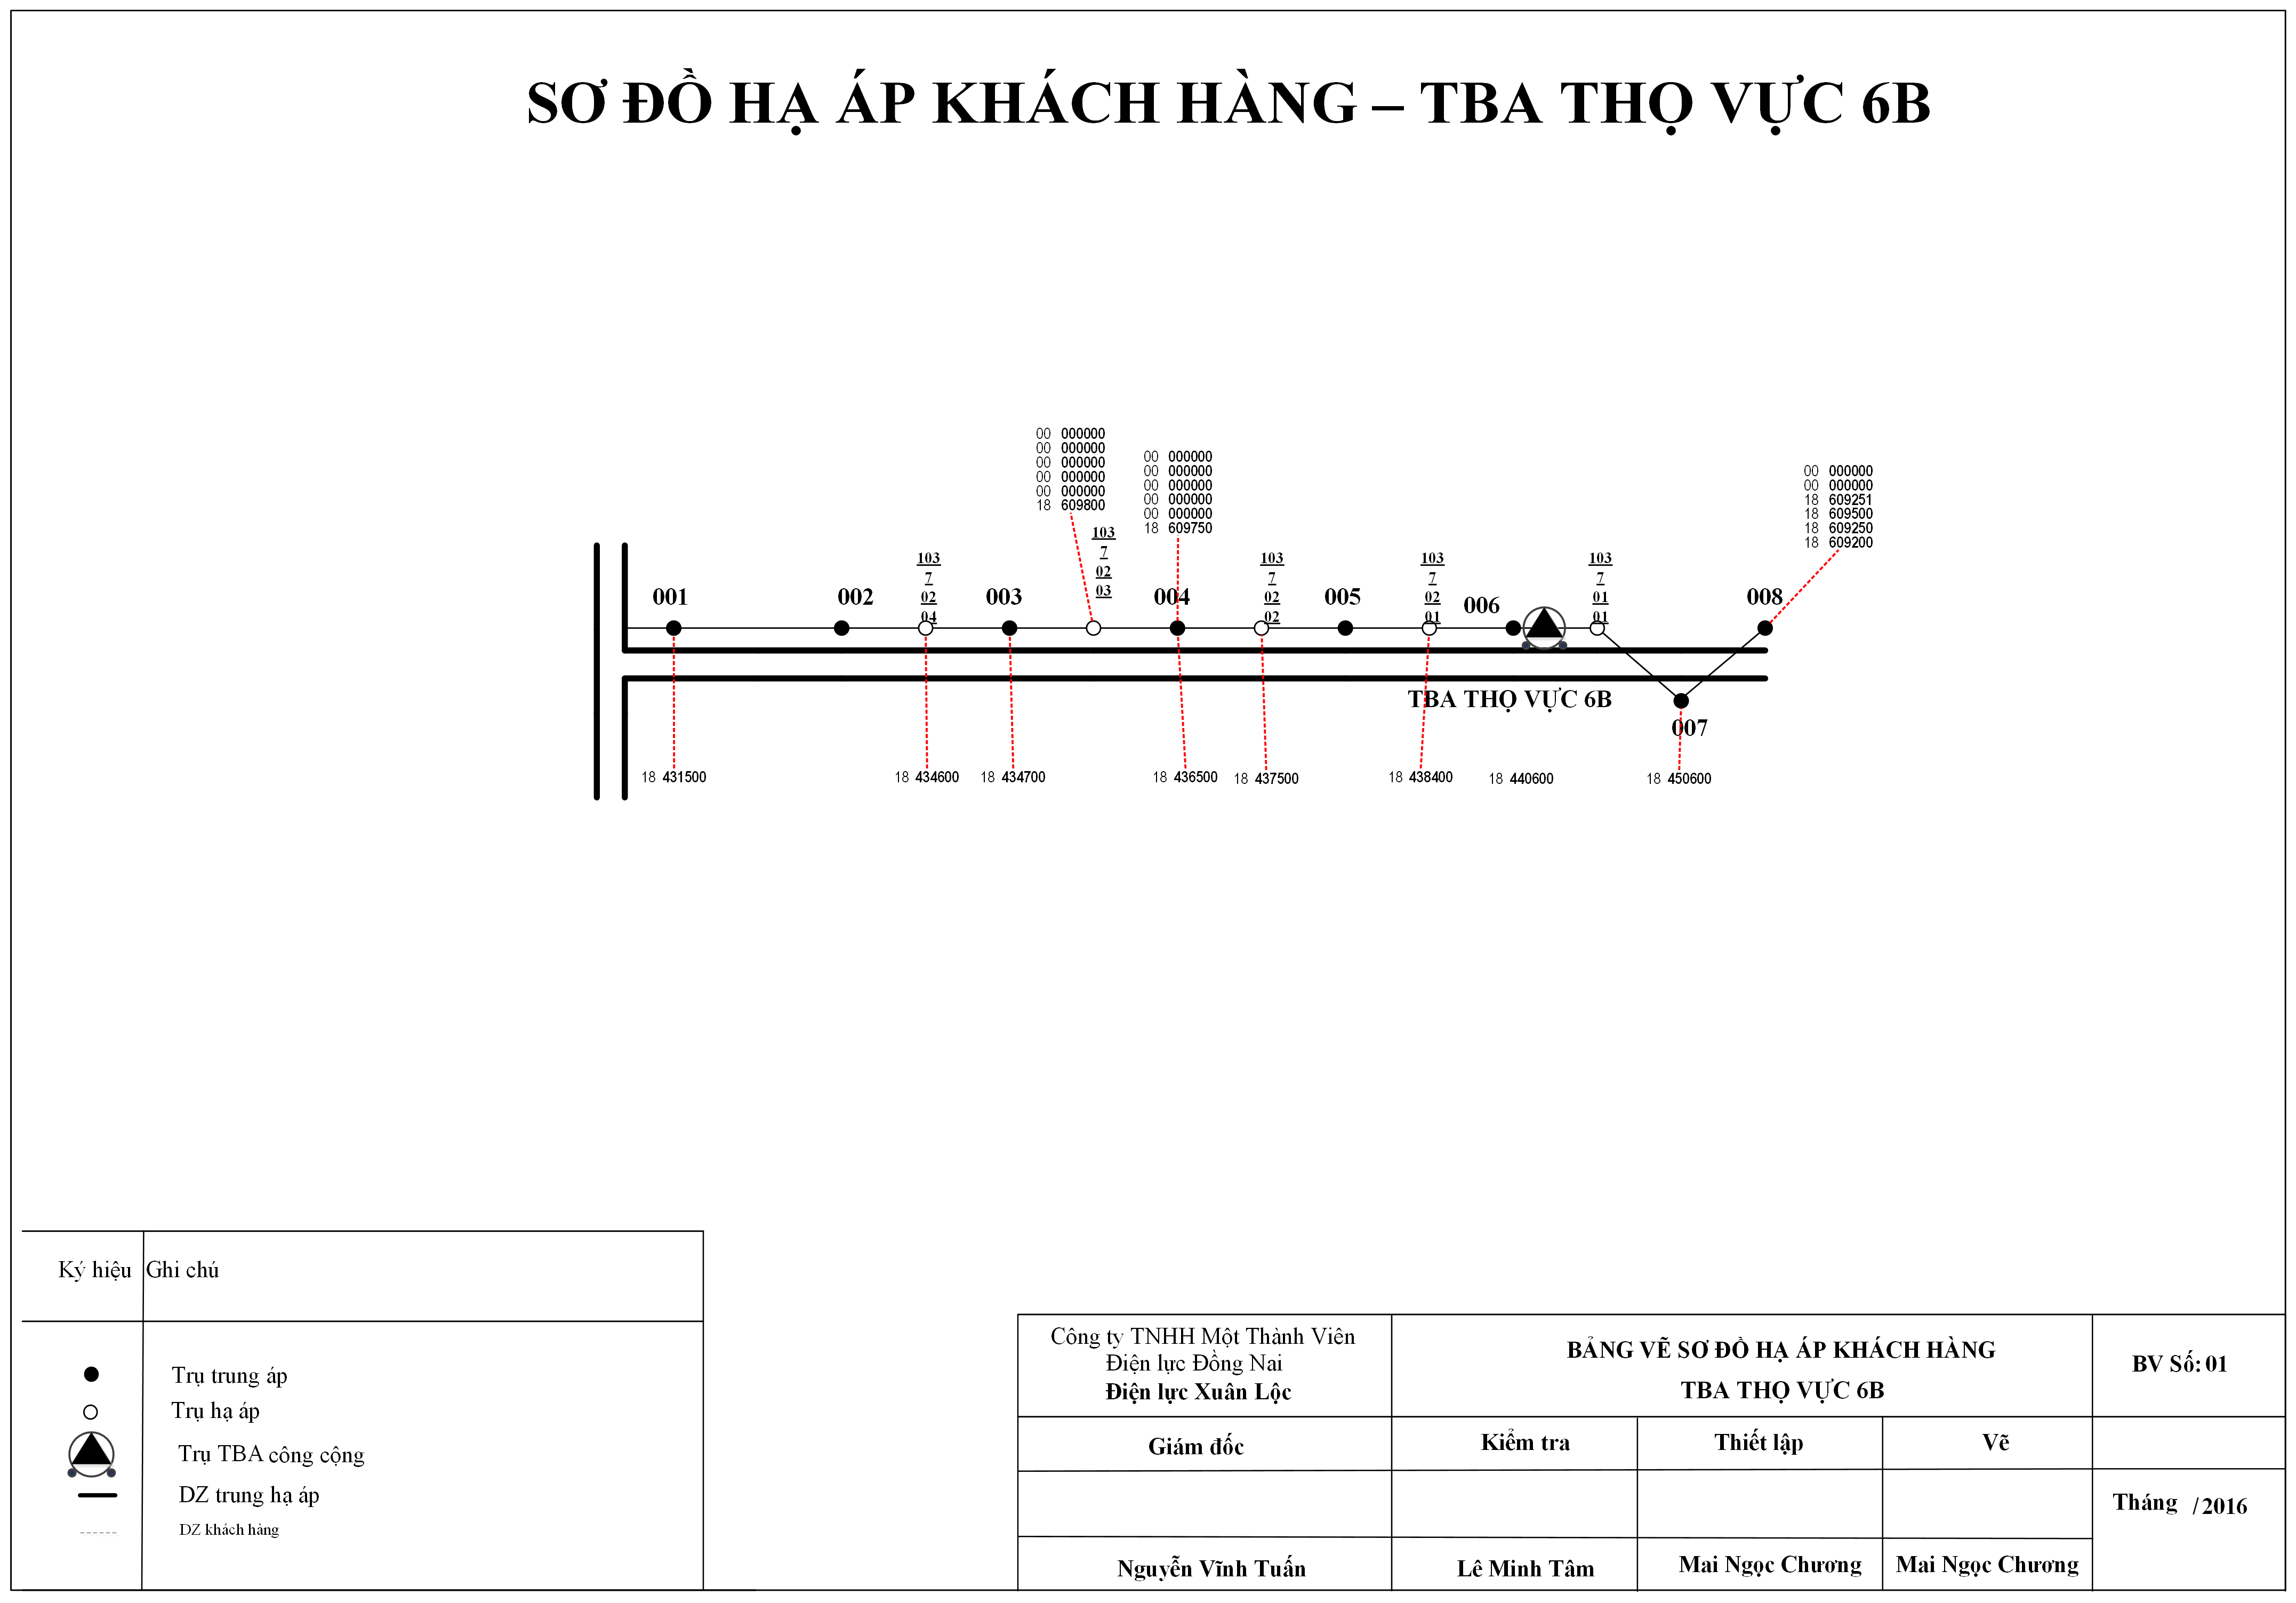 SƠ ĐỒ HẠ ÁP KHÁCH HÀNG – TBA THỌ VỰC 6B
00 000000
00 000000
00 000000
00 000000
00 000000
18 609800
00 000000
00 000000
00 000000
00 000000
00 000000
18 609750
00 000000
00 000000
18 609251
18 609500
18 609250
18 609200
103
7
02
04
103
7
02
03
103
7
02
02
103
7
02
01
103
7
01
01
001
002
003
004
005
006
008
TBA THỌ VỰC 6B
007
18 431500
18 434600
18 434700
18 436500
18 437500
18 438400
18 440600
18 450600
Ký hiệu Ghi chú
Trụ trung áp
Trụ hạ áp
Trụ TBA công cộng
DZ trung hạ áp
DZ khách hàng
Công ty TNHH Một Thành Viên
Điện lực Đồng Nai
Điện lực Xuân Lộc
BẢNG VẼ SƠ ĐỒ HẠ ÁP KHÁCH HÀNG
TBA THỌ VỰC 6B
BV Số: 01
Giám đốc
Kiểm tra
Thiết lập
Vẽ
Tháng /2016
Nguyễn Vĩnh Tuấn
Lê Minh Tâm
Mai Ngọc Chương
Mai Ngọc Chương